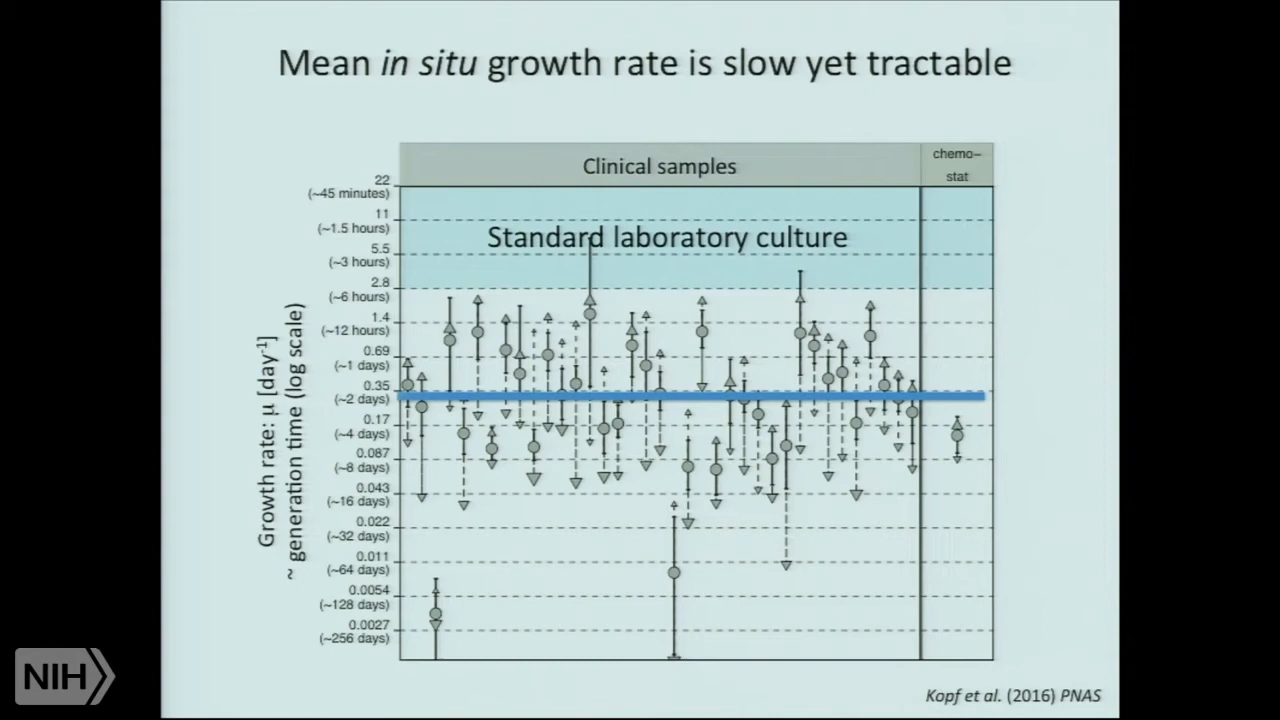 Mean in situ growth rate is slow yet tractable
Clinical samples
chemo–
stat
Standard laboratory culture
22
(~45 minutes)
11
(~1.5 hours)
5.5
(~3 hours)
2.8
(~6 hours)
1.4
(~12 hours)
0.69
(~1 days)
0.35
(~2 days)
0.17
(~4 days)
0.087
(~8 days)
0.043
(~16 days)
0.022
(~32 days)
0.011
(~64 days)
0.0054
(~128 days)
0.0027
(~256 days)
Growth rate: μ [day-1]
~ generation time (log scale)
NIH
Kopf et al. (2016) PNAS